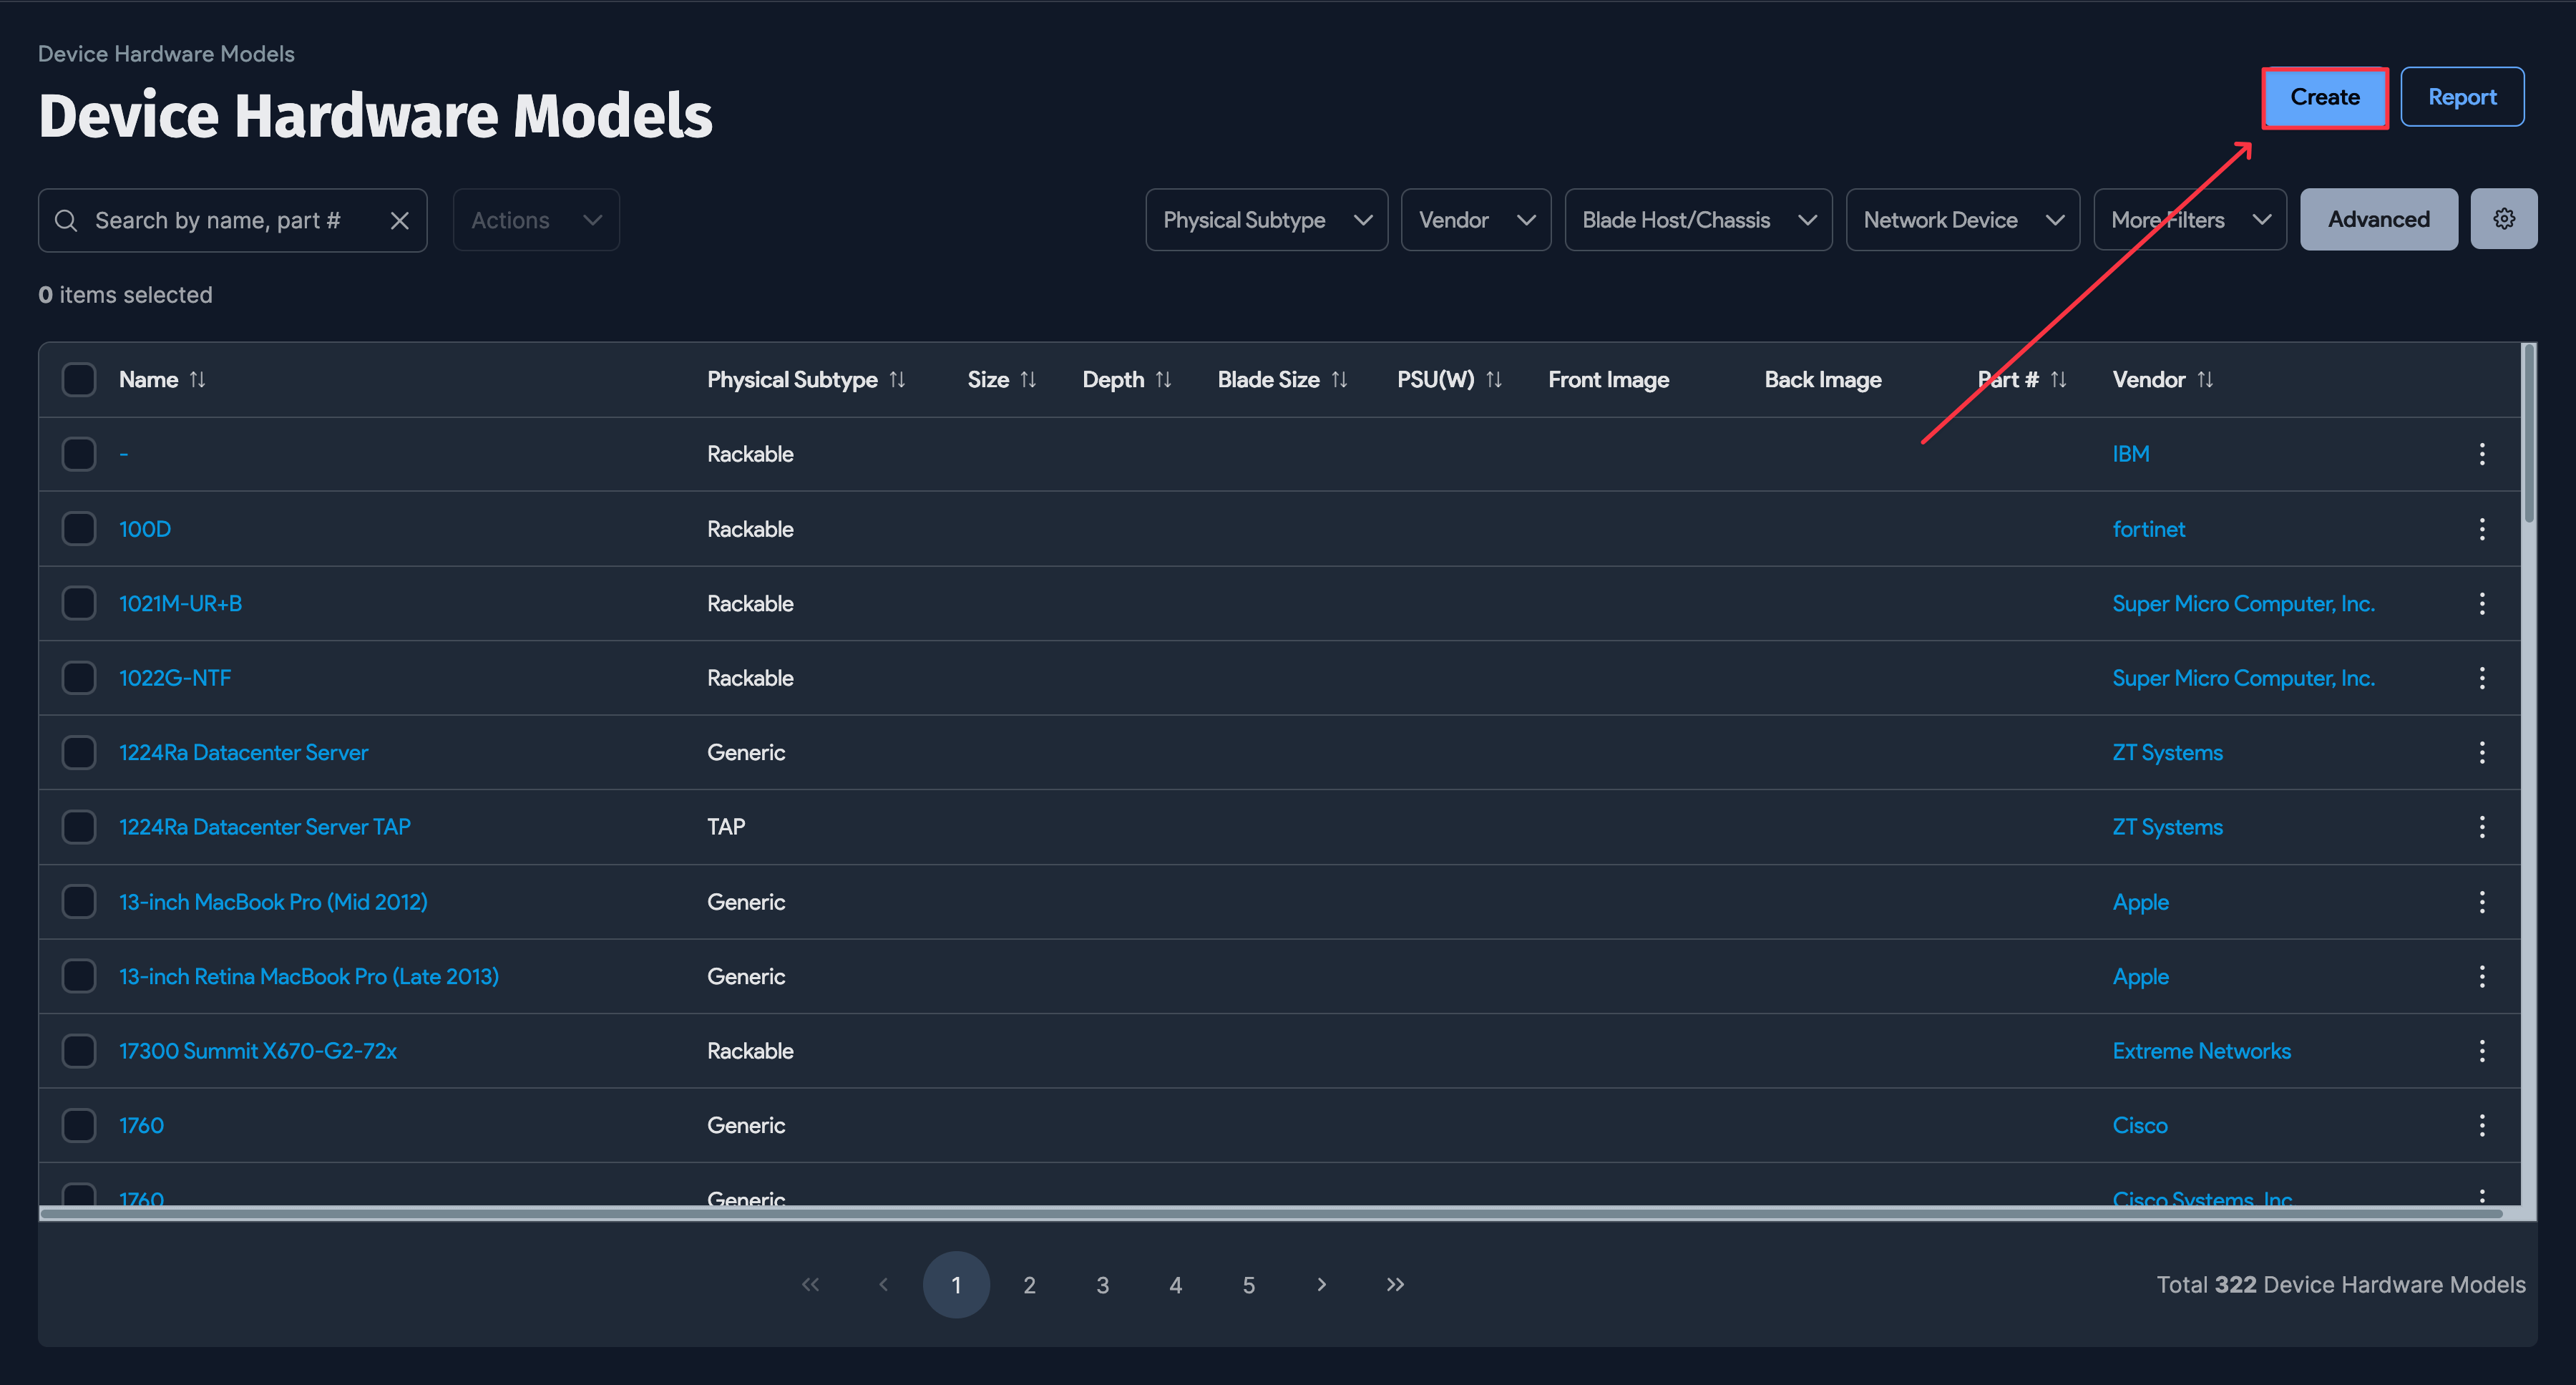 Device Hardware Models
Device Hardware Models
Create
Report
Search by name, part #
Actions
Physical Subtype
Vendor
Blade Host/Chassis
Network Device
More Filters
Advanced
0 items selected
Name Physical Subtype Size Depth Blade Size PSU(W) Front Image Back Image Part # Vendor
- Rackable IBM
100D Rackable fortinet
1021M-UR+B Rackable Super Micro Computer, Inc.
1022G-NTF Rackable Super Micro Computer, Inc.
1224Ra Datacenter Server Generic ZT Systems
1224Ra Datacenter Server TAP TAP ZT Systems
13-inch MacBook Pro (Mid 2012) Generic Apple
13-inch Retina MacBook Pro (Late 2013) Generic Apple
17300 Summit X670-G2-72x Rackable Extreme Networks
1760 Generic Cisco
1760 Generic Cisco Systems, Inc
1 2 3 4 5
Total 322 Device Hardware Models